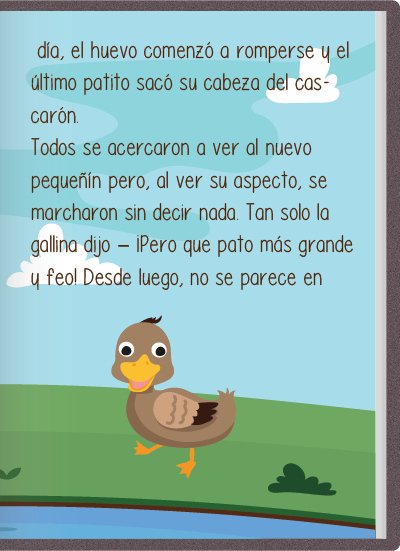 día, el huevo comenzó a romperse y el
último patito sacó su cabeza del cas-
carón.
Todos se acercaron a ver al nuevo
pequeñín pero, al ver su aspecto, se
marcharon sin decir nada. Tan solo la
gallina dijo – ¡Pero que pato más grande
y feo! Desde luego, no se parece en